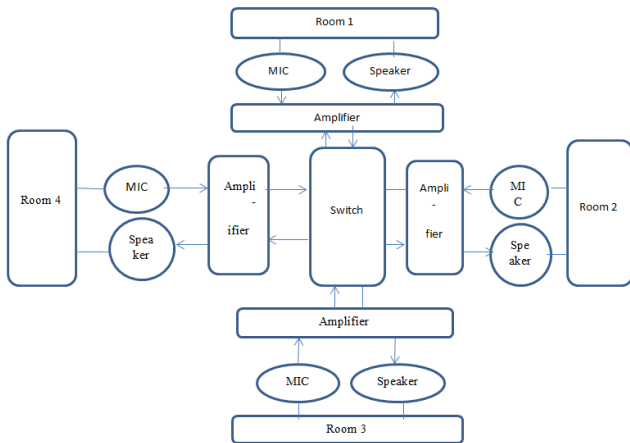 Room 1
MIC
Speaker
Amplifier
Room 4
MIC
Spea
ker
Ampli
-
ifier
Switch
Ampli
-
fier
MI
C
Spe
aker
Room 2
Amplifier
MIC
Speaker
Room 3